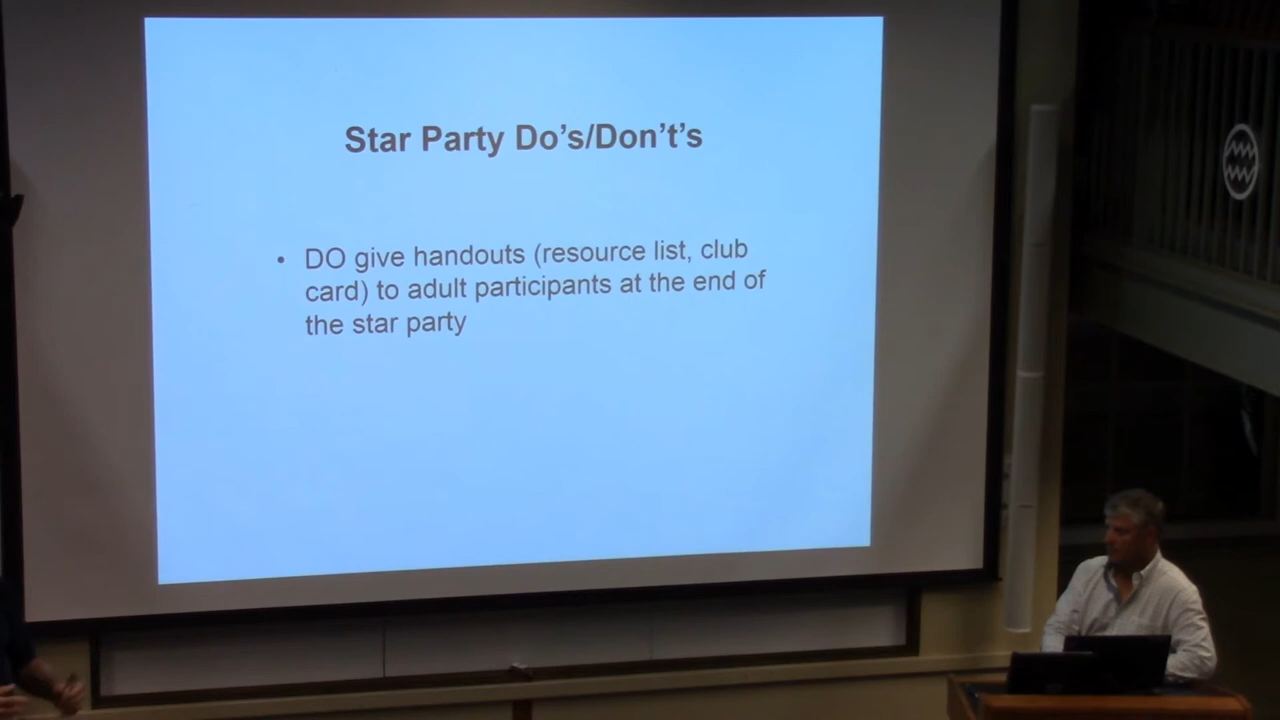 Star Party Do’s/Don’t’s
• DO give handouts (resource list, club
card) to adult participants at the end of
the star party